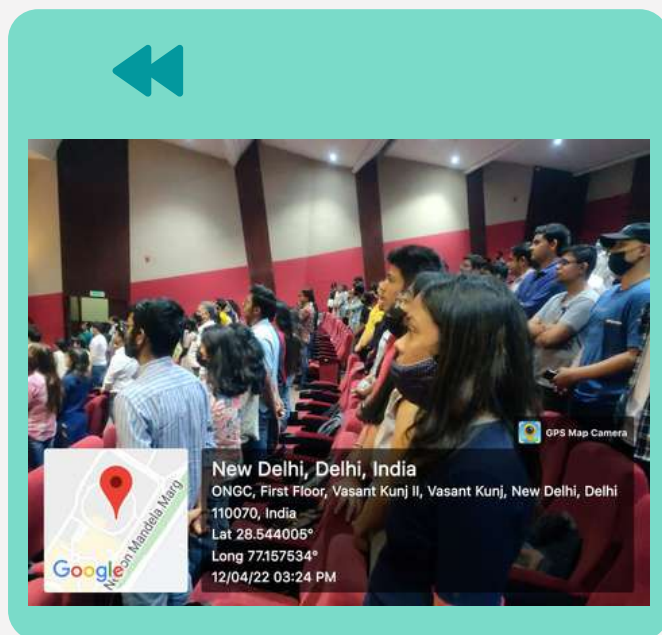 GPS Map Camera
New Delhi, Delhi, India
ONGC, First Floor, Vasant Kunj II, Vasant Kunj, New Delhi, Delhi
110070, India
Lat 28.544005°
Long 77.157534°
12/04/22 03:24 PM
Mandela Marg
Google